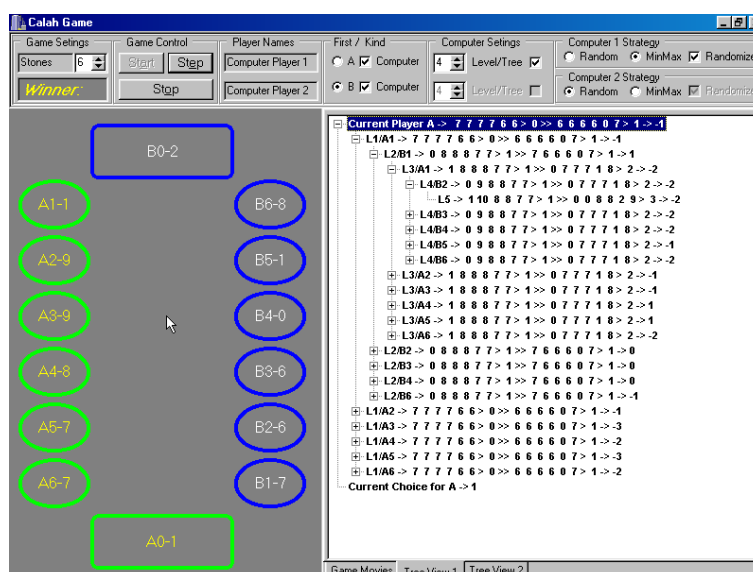 Calah Game
Game Setings
Game Control
Player Names
First / Kind
Computer Setings
Computer 1 Strategy
Stones 6
Start Step
Computer Player 1
A Computer
4 Level/Tree
Random MinMax Randomize
Computer 2 Strategy
Winner:
Stop
Computer Player 2
B Computer
4 Level/Tree
Random MinMax Randomize
B0-2
A1-1
B6-8
A2-9
B5-1
A3-9
B4-0
A4-8
B3-6
A5-7
B2-6
A6-7
B1-7
A0-1
Current Player A -> 7 7 7 7 6 6 > 0 >> 6 6 6 6 0 7 > 1 -> -1
L1/A1 -> 7 7 7 7 6 6 > 0 >> 6 6 6 6 0 7 > 1 -> -1
L2/B1 -> 0 8 8 8 7 7 > 1 >> 7 6 6 6 0 7 > 1 -> 1
L3/A1 -> 1 8 8 8 7 7 > 1 >> 0 7 7 7 1 8 > 2 -> -2
L4/B2 -> 0 9 8 8 7 7 > 1 >> 0 7 7 7 1 8 > 2 -> -2
L5 -> 1 10 8 8 7 7 > 1 >> 0 0 8 8 2 9 > 3 -> -2
L4/B3 -> 0 9 8 8 7 7 > 1 >> 0 7 7 7 1 8 > 2 -> -2
L4/B4 -> 0 9 8 8 7 7 > 1 >> 0 7 7 7 1 8 > 2 -> -2
L4/B5 -> 0 9 8 8 7 7 > 1 >> 0 7 7 7 1 8 > 2 -> -1
L4/B6 -> 0 9 8 8 7 7 > 1 >> 0 7 7 7 1 8 > 2 -> -2
L3/A2 -> 1 8 8 8 7 7 > 1 >> 0 7 7 7 1 8 > 2 -> -1
L3/A3 -> 1 8 8 8 7 7 > 1 >> 0 7 7 7 1 8 > 2 -> -2
L3/A4 -> 1 8 8 8 7 7 > 1 >> 0 7 7 7 1 8 > 2 -> 1
L3/A5 -> 1 8 8 8 7 7 > 1 >> 0 7 7 7 1 8 > 2 -> 1
L3/A6 -> 1 8 8 8 7 7 > 1 >> 0 7 7 7 1 8 > 2 -> -2
L2/B2 -> 0 8 8 8 7 7 > 1 >> 7 6 6 6 0 7 > 1 -> 0
L2/B3 -> 0 8 8 8 7 7 > 1 >> 7 6 6 6 0 7 > 1 -> 0
L2/B4 -> 0 8 8 8 7 7 > 1 >> 7 6 6 6 0 7 > 1 -> 0
L2/B6 -> 0 8 8 8 7 7 > 1 >> 7 6 6 6 0 7 > 1 -> -1
L1/A2 -> 7 7 7 7 6 6 > 0 >> 6 6 6 6 0 7 > 1 -> -1
L1/A3 -> 7 7 7 7 6 6 > 0 >> 6 6 6 6 0 7 > 1 -> -3
L1/A4 -> 7 7 7 7 6 6 > 0 >> 6 6 6 6 0 7 > 1 -> -2
L1/A5 -> 7 7 7 7 6 6 > 0 >> 6 6 6 6 0 7 > 1 -> -3
L1/A6 -> 7 7 7 7 6 6 > 0 >> 6 6 6 6 0 7 > 1 -> -2
Current Choice for A -> 1
Game Movies Tree View 1 Tree View 2